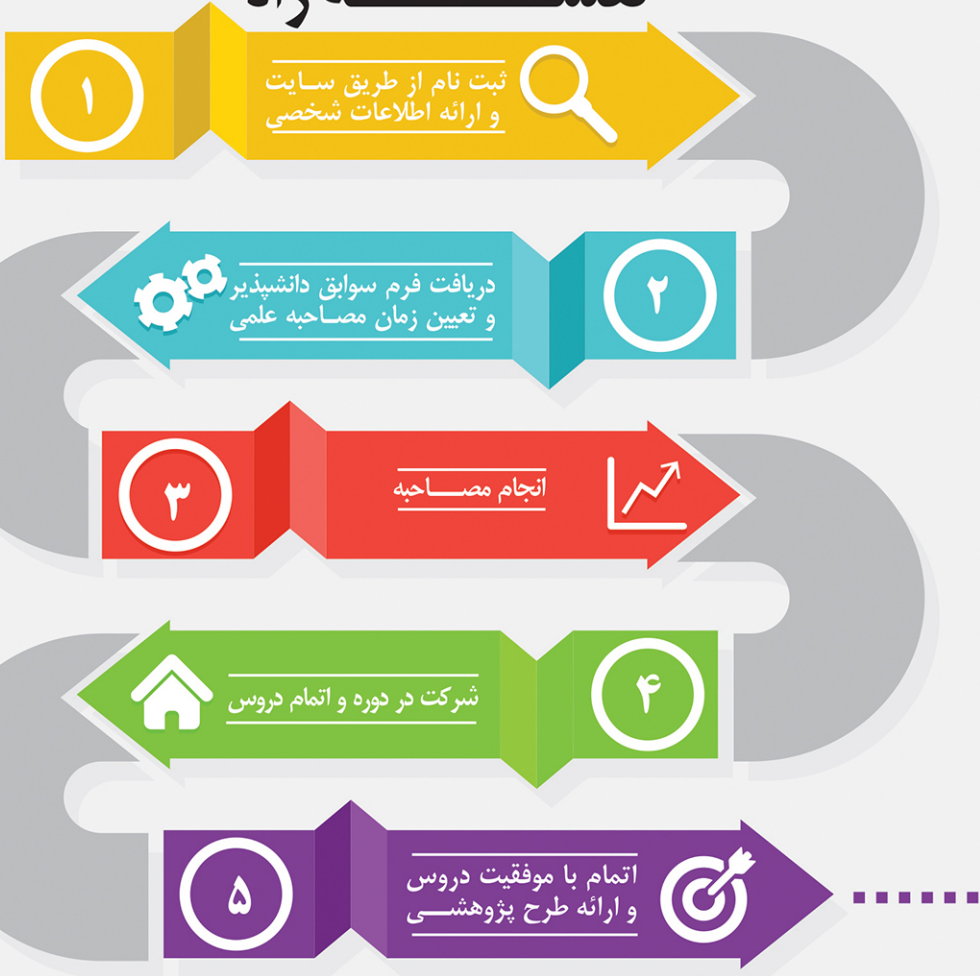 ۱
ثبت نام از طریق سایت
و ارائه اطلاعات شخصی
۲
دریافت فرم سوابق دانشپذیر
و تعیین زمان مصاحبه علمی
۳
انجام مصاحبه
۴
شرکت در دوره و اتمام دروس
۵
اتمام با موفقیت دروس
و ارائه طرح پژوهشی